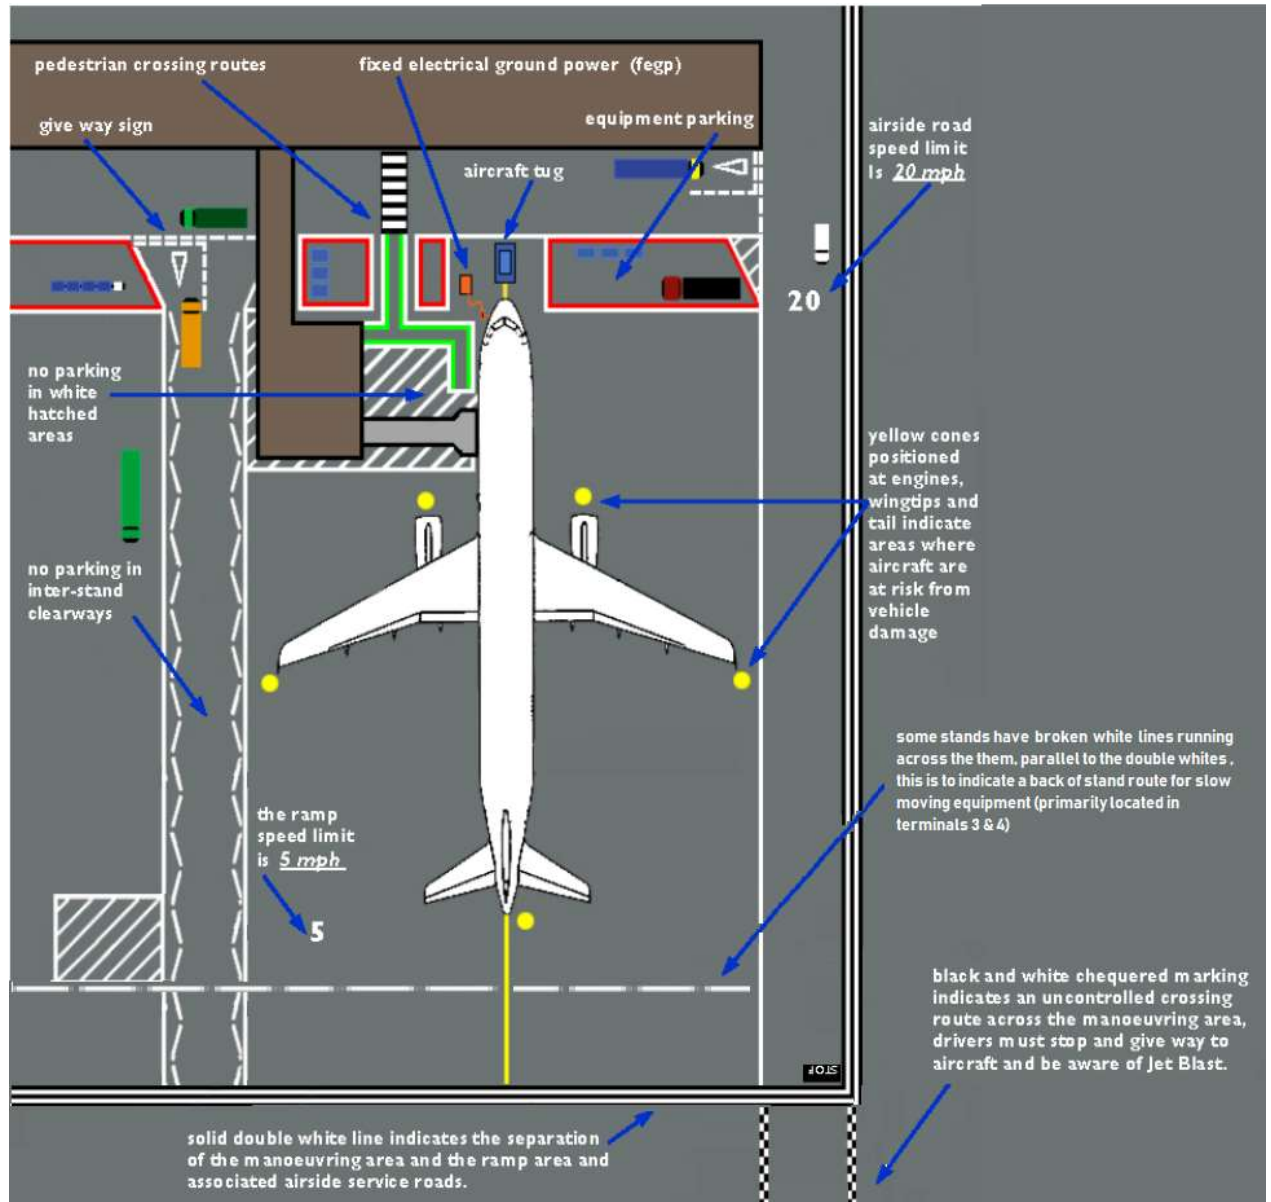 pedestrian crossing routes
fixed electrical ground power (fegp)
give way sign
equipment parking
aircraft tug
airside road
speed limit
Is 20 mph
20
no parking
in white
hatched
areas
yellow cones
positioned
at engines,
wingtips and
tail indicate
areas where
aircraft are
at risk from
vehicle
damage
no parking in
inter-stand
clearways
some stands have broken white lines running
across the them, parallel to the double whites ,
this is to indicate a back of stand route for slow
moving equipment (primarily located in
terminals 3 & 4)
the ramp
speed limit
is 5 mph
5
black and white chequered marking
indicates an uncontrolled crossing
route across the manoeuvring area,
drivers must stop and give way to
aircraft and be aware of Jet Blast.
STOP
solid double white line indicates the separation
of the manoeuvring area and the ramp area and
associated airside service roads.